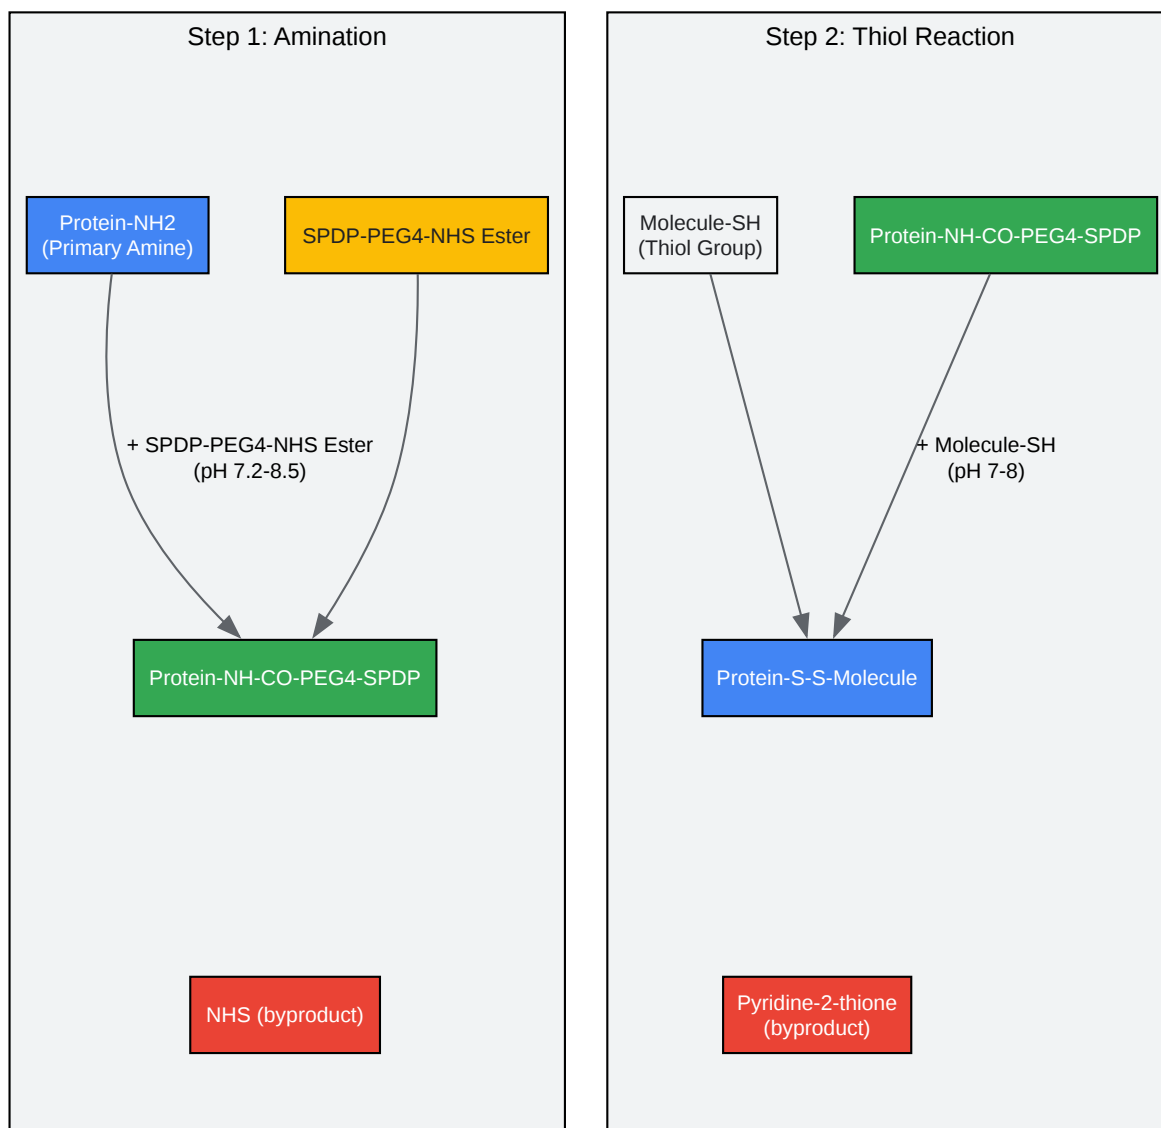 Step 1: Amination
Protein-NH2
(Primary Amine)
SPDP-PEG4-NHS Ester
+ SPDP-PEG4-NHS Ester
(pH 7.2-8.5)
Protein-NH-CO-PEG4-SPDP
NHS (byproduct)
Step 2: Thiol Reaction
Molecule-SH
(Thiol Group)
Protein-NH-CO-PEG4-SPDP
+ Molecule-SH
(pH 7-8)
Protein-S-S-Molecule
Pyridine-2-thione
(byproduct)